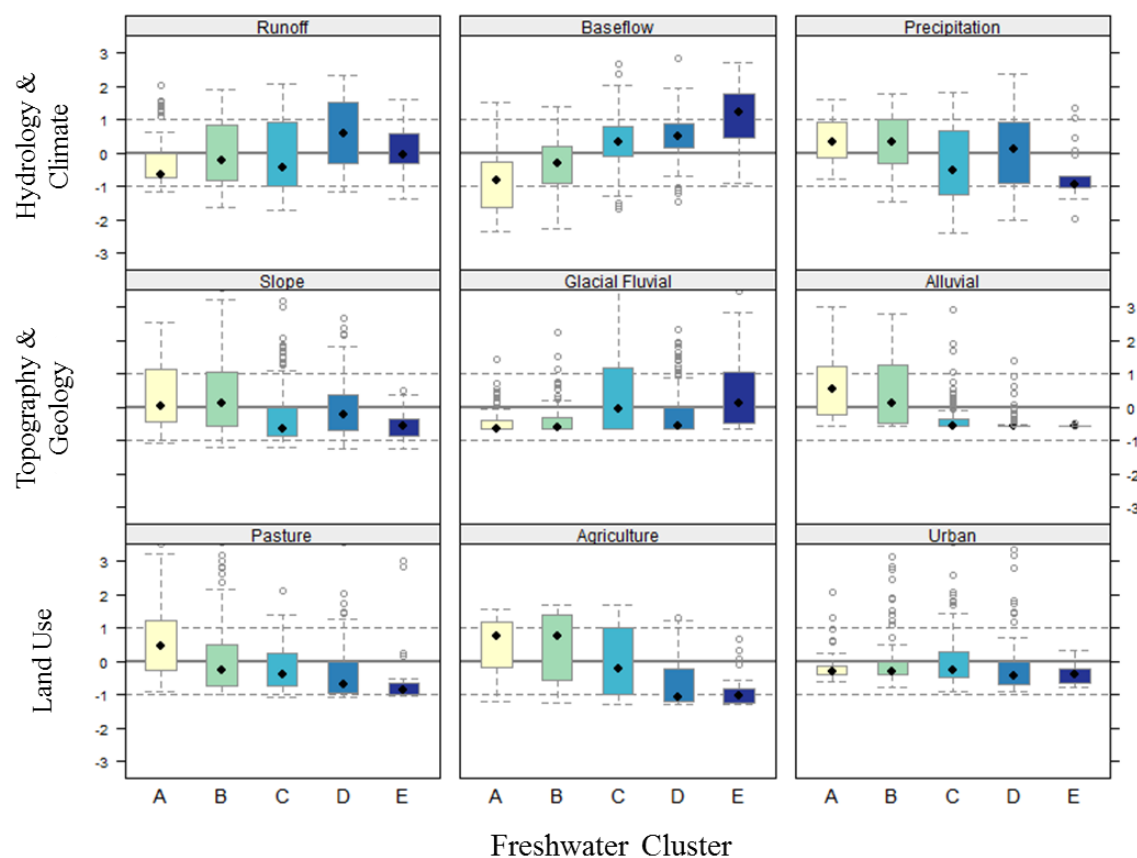 Runoff Baseflow Precipitation
Hydrology &
Climate
3
2
1
0
-1
-2
-3
Slope Glacial Fluvial Alluvial
Topography &
Geology
3
2
1
0
-1
-2
-3
Pasture Agriculture Urban
Land Use
3
2
1
0
-1
-2
-3
A B C D E A B C D E A B C D E
Freshwater Cluster